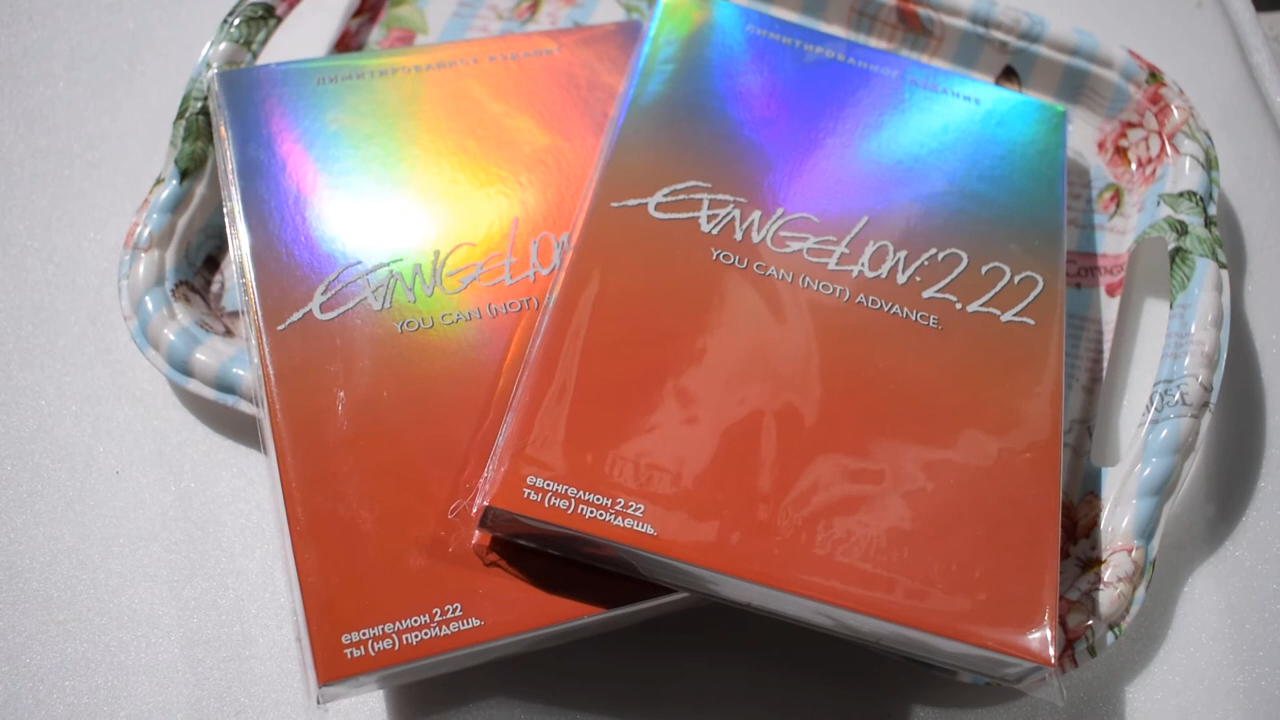 ЛИМИТИРОВАННОЕ ИЗДАНИЕ
EVANGELION
YOU CAN (NOT)
евангелион 2.22
ты (не) пройдешь.
ЛИМИТИРОВАННОЕ ИЗДАНИЕ
EVANGELION:2.22
YOU CAN (NOT) ADVANCE.
евангелион 2.22
ты (не) пройдешь.